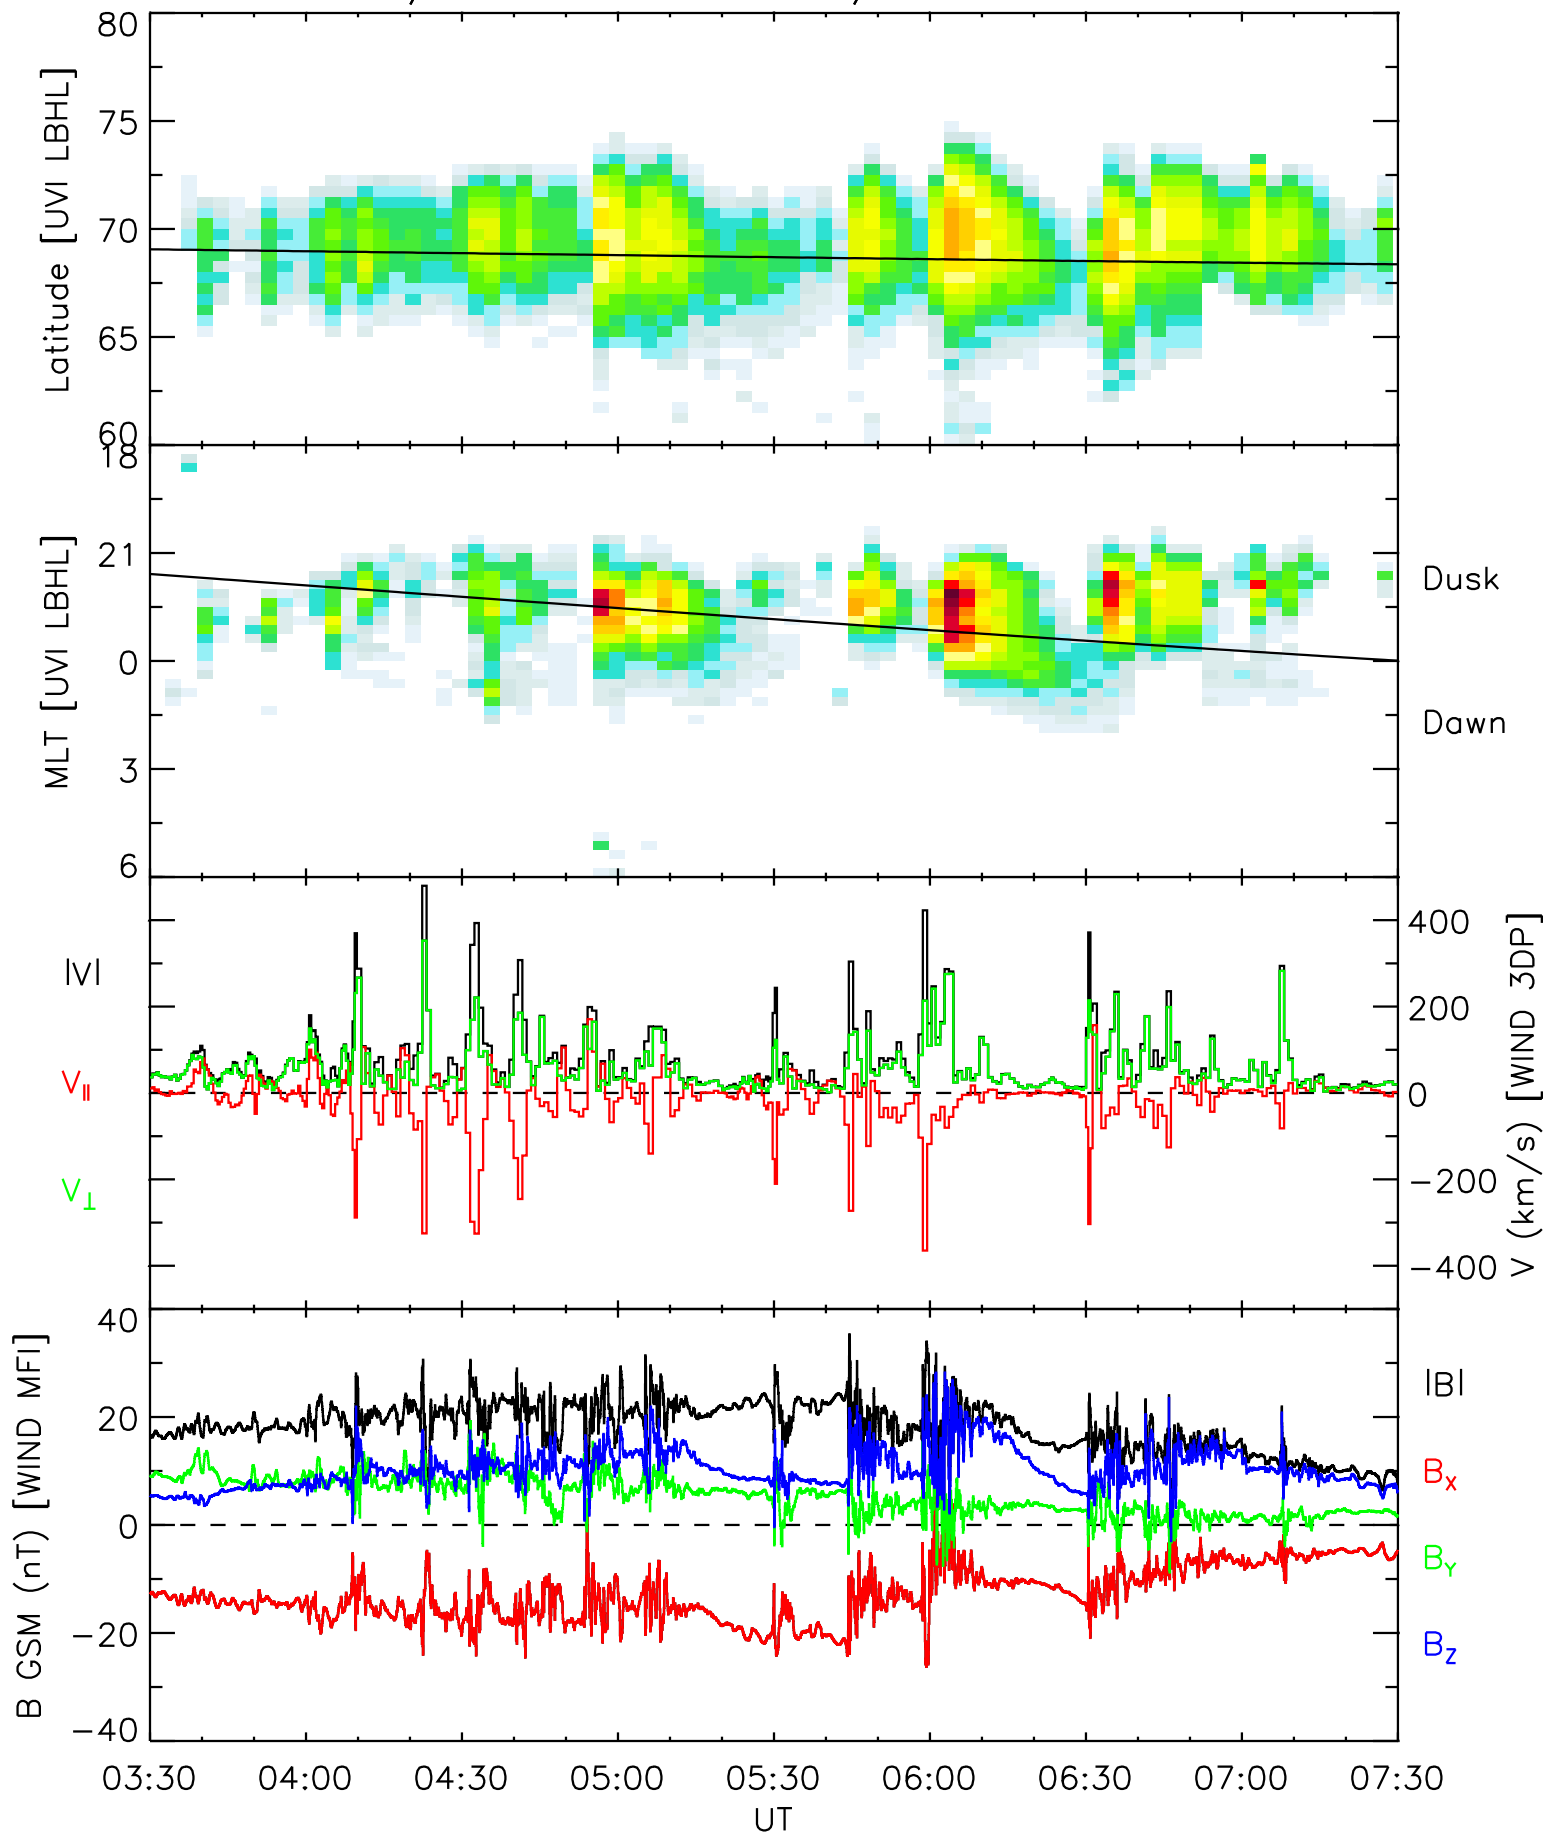 80
75
70
65
60
Latitude [UVI LBHL]
18
21
0
3
6
MLT [UVI LBHL]
Dusk
Dawn
|V|
V∥
V⊥
400
200
0
−200
−400
V (km/s) [WIND 3DP]
40
20
0
−20
−40
B GSM (nT) [WIND MFI]
|B|
BX
BY
BZ
03:30 04:00 04:30 05:00 05:30 06:00 06:30 07:00 07:30
UT